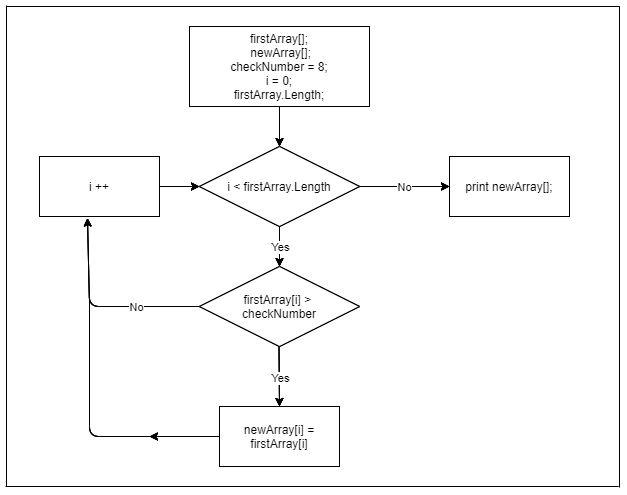 firstArray[];
newArray[];
checkNumber = 8;
i = 0;
firstArray.Length;
i ++
i < firstArray.Length
No
print newArray[];
Yes
firstArray[i] >
checkNumber
No
Yes
newArray[i] =
firstArray[i]